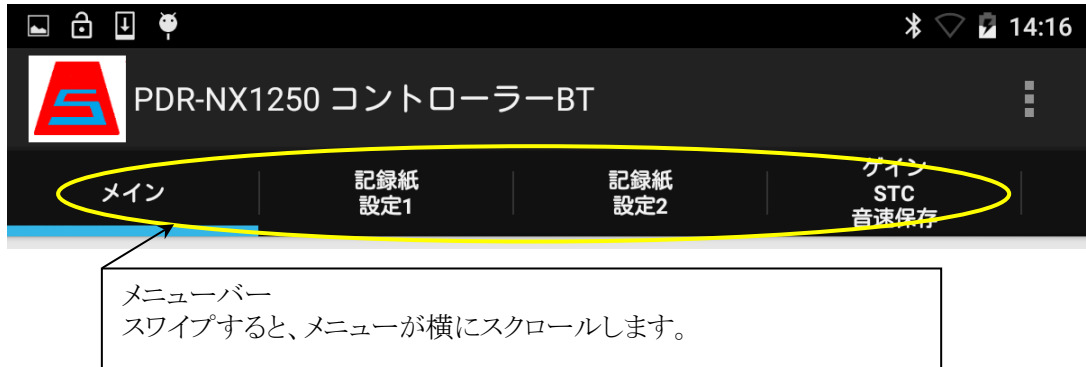 14:16
PDR-NX1250 コントローラーBT
メイン
記録紙
設定1
記録紙
設定2
ゲイン
STC
音速保存
メニューバー
スワイプすると、メニューが横にスクロールします。